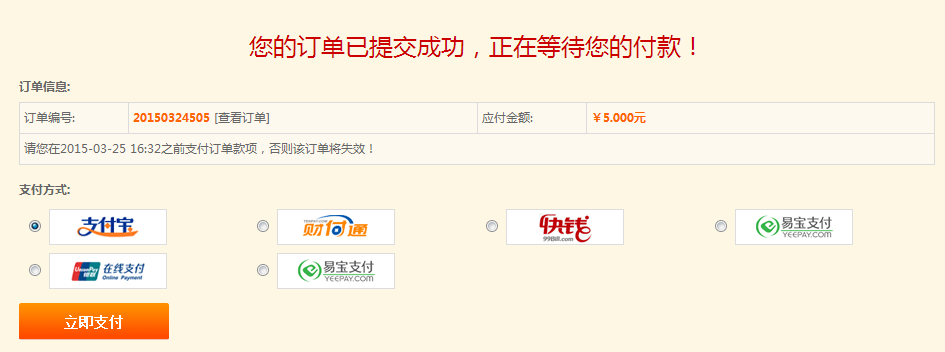 您的订单已提交成功，正在等待您的付款！
订单信息:
订单编号: 20150324505 [查看订单] 应付金额: ￥5.000元
请您在2015-03-25 16:32之前支付订单款项，否则该订单将失效！
支付方式:
支付宝 财付通 快钱 易宝支付
TENPAY.COM 99Bill.com YEEPAY.COM
UnionPay 银联 在线支付 易宝支付
Online Payment YEEPAY.COM
立即支付